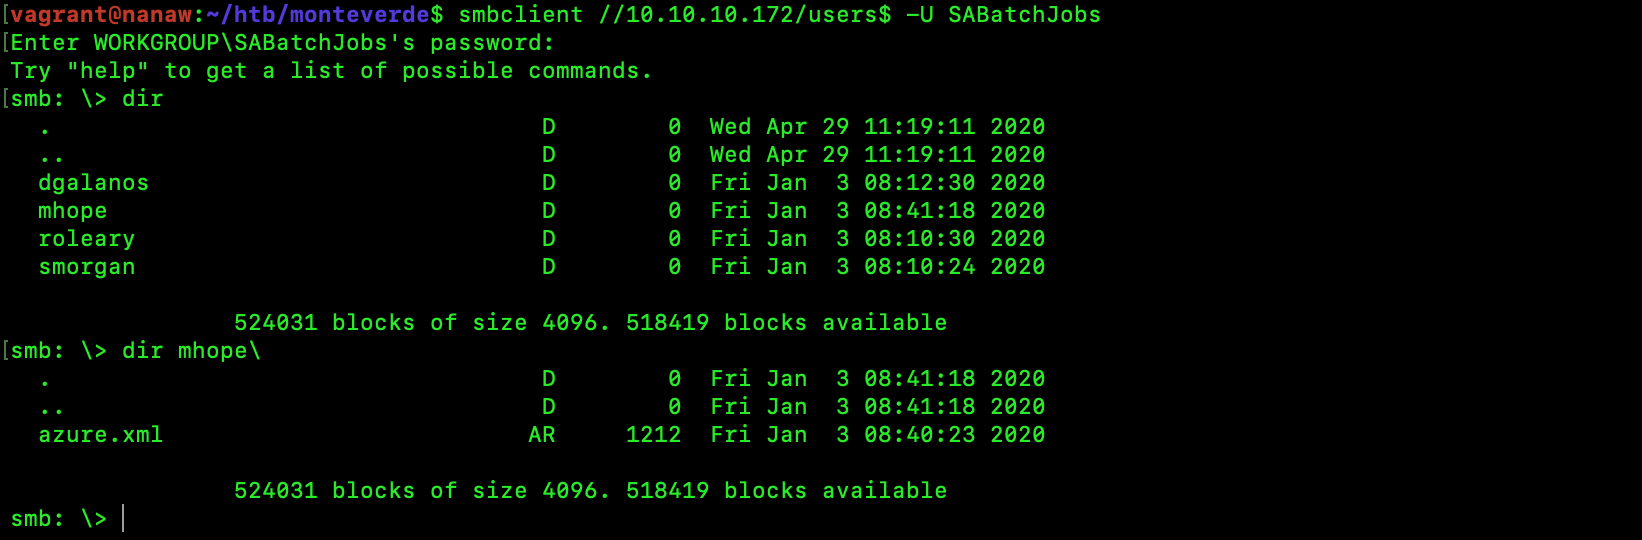 [vagrant@nanaw:~/htb/monteverde$ smbclient //10.10.10.172/users$ -U SABatchJobs
[Enter WORKGROUP\SABatchJobs's password:
Try "help" to get a list of possible commands.
[smb: \> dir
.                                   D        0  Wed Apr 29 11:19:11 2020
..                                  D        0  Wed Apr 29 11:19:11 2020
dgalanos                            D        0  Fri Jan  3 08:12:30 2020
mhope                               D        0  Fri Jan  3 08:41:18 2020
roleary                             D        0  Fri Jan  3 08:10:30 2020
smorgan                             D        0  Fri Jan  3 08:10:24 2020
524031 blocks of size 4096. 518419 blocks available
[smb: \> dir mhope\
.                                   D        0  Fri Jan  3 08:41:18 2020
..                                  D        0  Fri Jan  3 08:41:18 2020
azure.xml                          AR     1212  Fri Jan  3 08:40:23 2020
524031 blocks of size 4096. 518419 blocks available
smb: \>